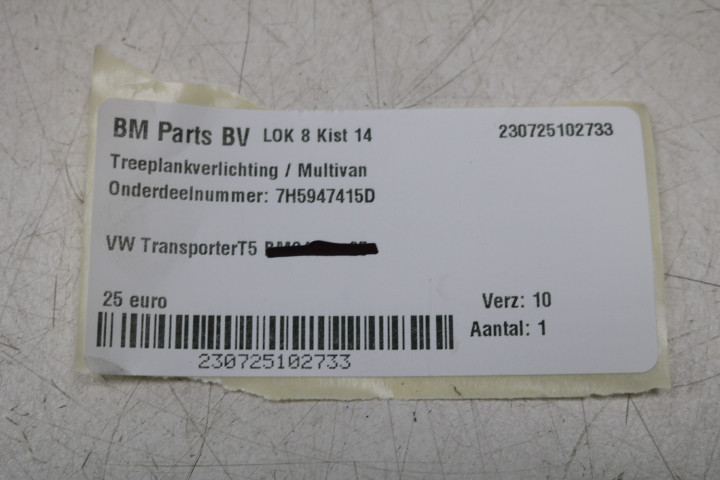 BM Parts BV LOK 8 Kist 14 230725102733
Treeplankverlichting / Multivan
Onderdeelnummer: 7H5947415D
VW TransporterT5
25 euro Verz: 10
Aantal: 1
230725102733